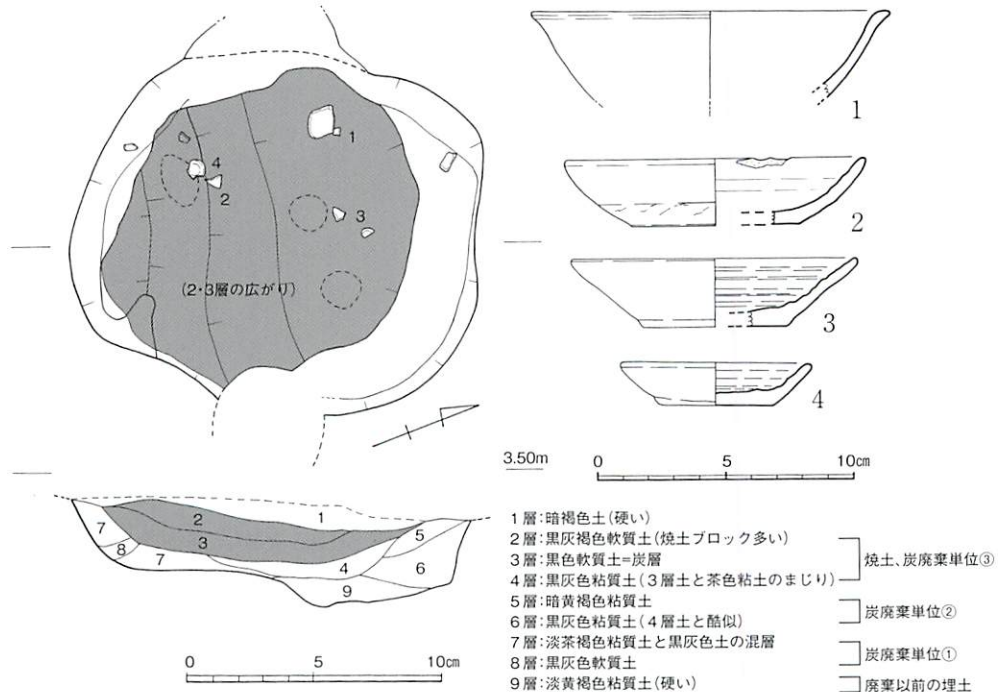 1
4
2
3
(2・3層の広がり)
1
2
3
4
3.50m
0 5 10cm
1
2
3
4
5
6
7
7
8
9
0 5 10cm
1層：暗褐色土(硬い)
2層：黒灰褐色軟質土(焼土ブロック多い)
3層：黒色軟質土=炭層
4層：黒灰色粘質土(3層土と茶色粘土のまじり)
焼土、炭廃棄単位③
5層：暗黄褐色粘質土
6層：黒灰色粘質土(4層土と酷似)
炭廃棄単位②
7層：淡茶褐色粘質土と黒灰色土の混層
8層：黒灰色軟質土
炭廃棄単位①
9層：淡黄褐色粘質土(硬い)
廃棄以前の埋土